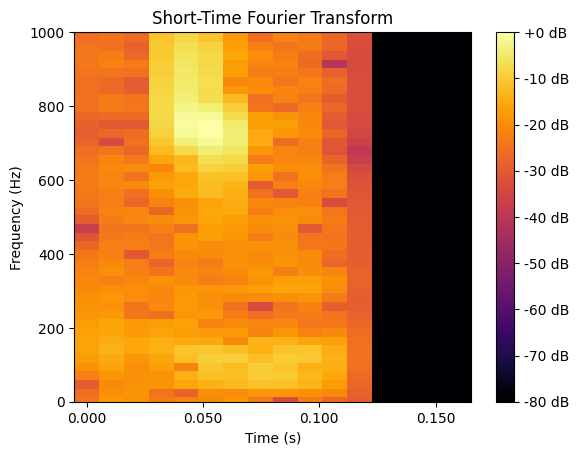 Short-Time Fourier Transform
1000
800
600
400
200
0
Frequency (Hz)
0.000
0.050
0.100
0.150
Time (s)
+0 dB
-10 dB
-20 dB
-30 dB
-40 dB
-50 dB
-60 dB
-70 dB
-80 dB